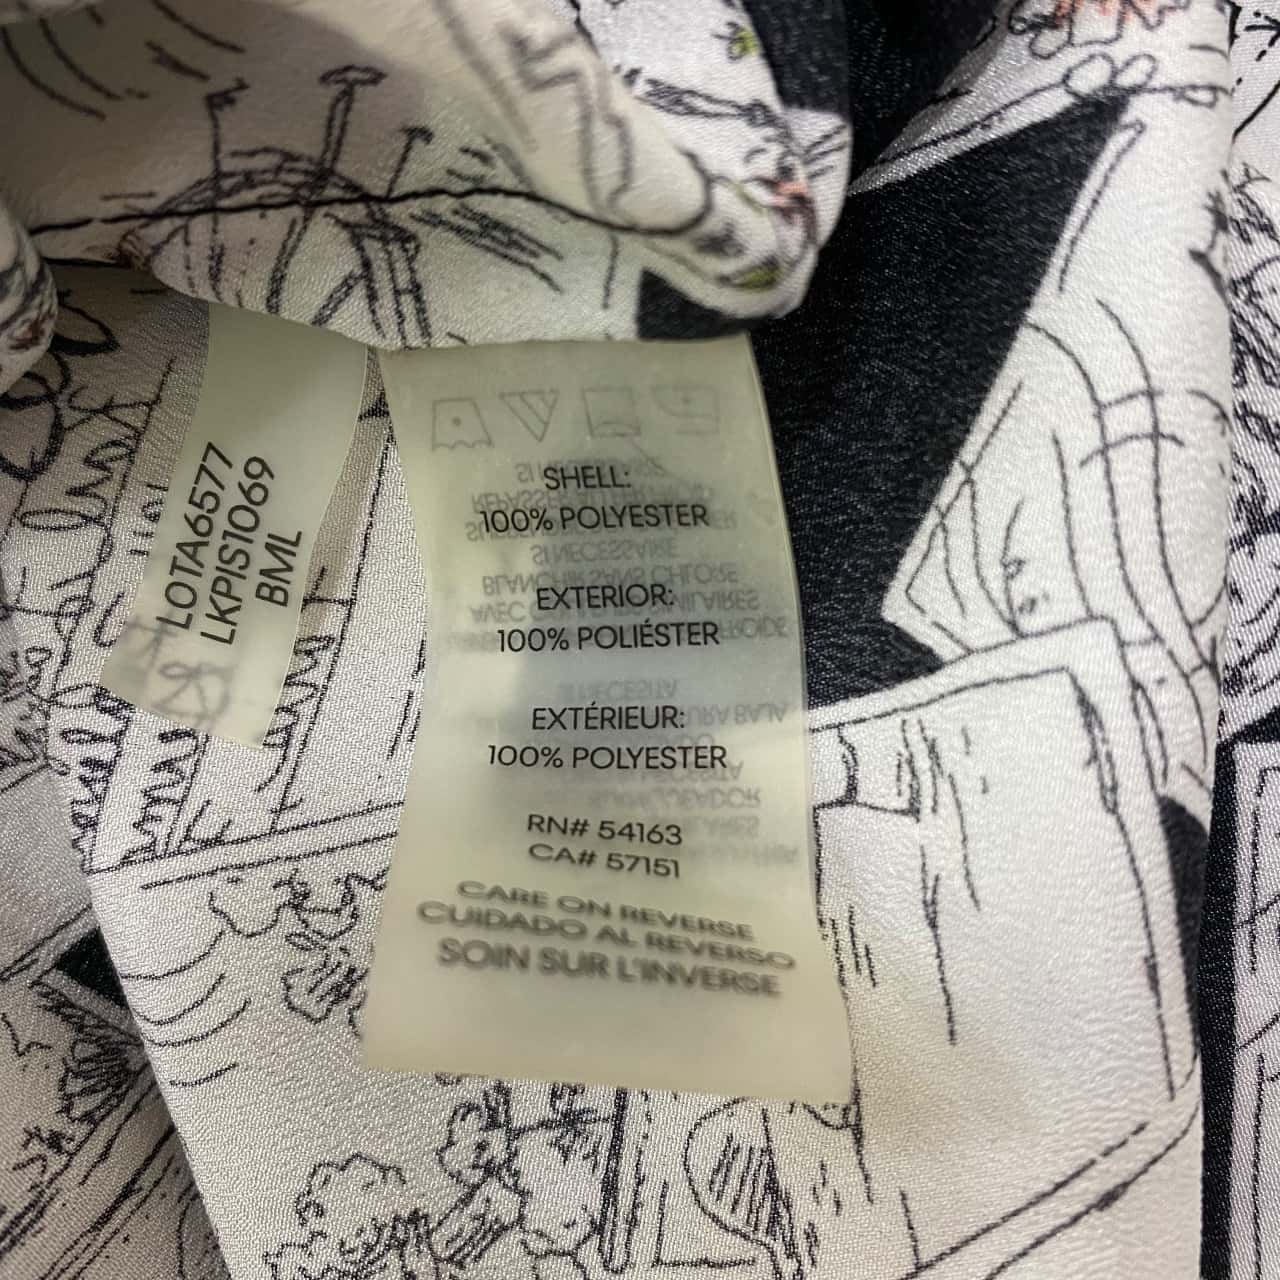 LOTA6577
LKPIS1069
BML
SHELL:
100% POLYESTER
EXTERIOR:
100% POLIÉSTER
EXTÉRIEUR:
100% POLYESTER
RN# 54163
CA# 57151
CARE ON REVERSE
CUIDADO AL REVERSO
SOIN SUR L'INVERSE